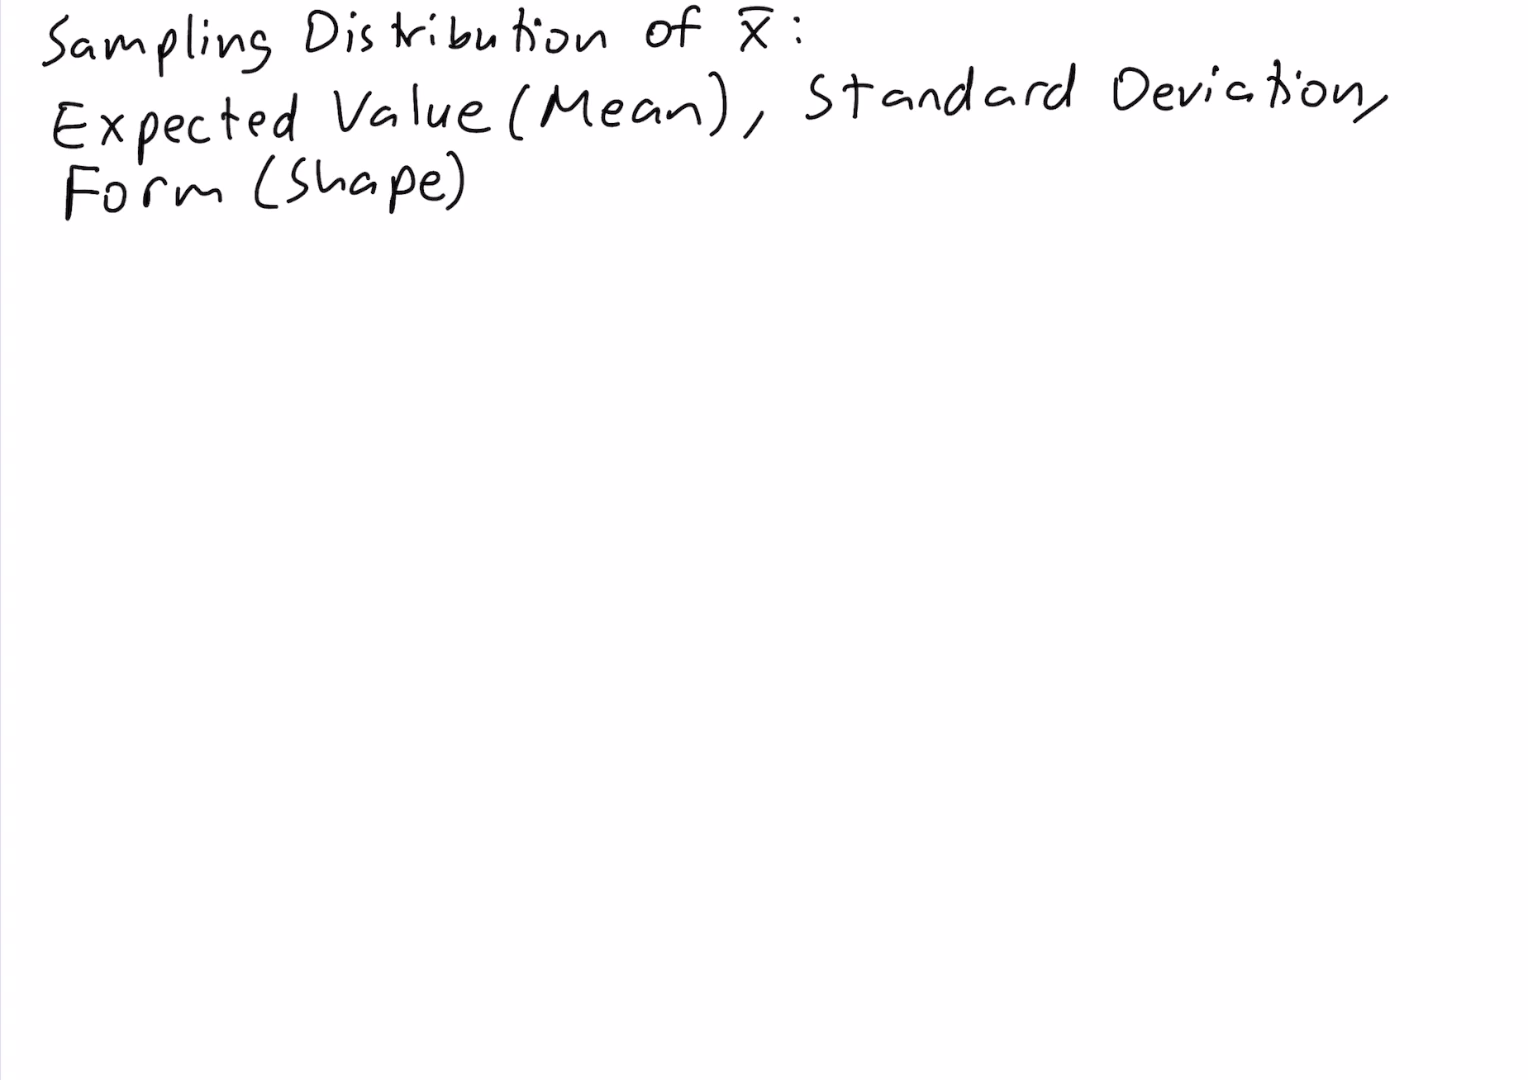 Sampling Distribution of x̄:
Expected Value (Mean), Standard Deviation,
Form (Shape)